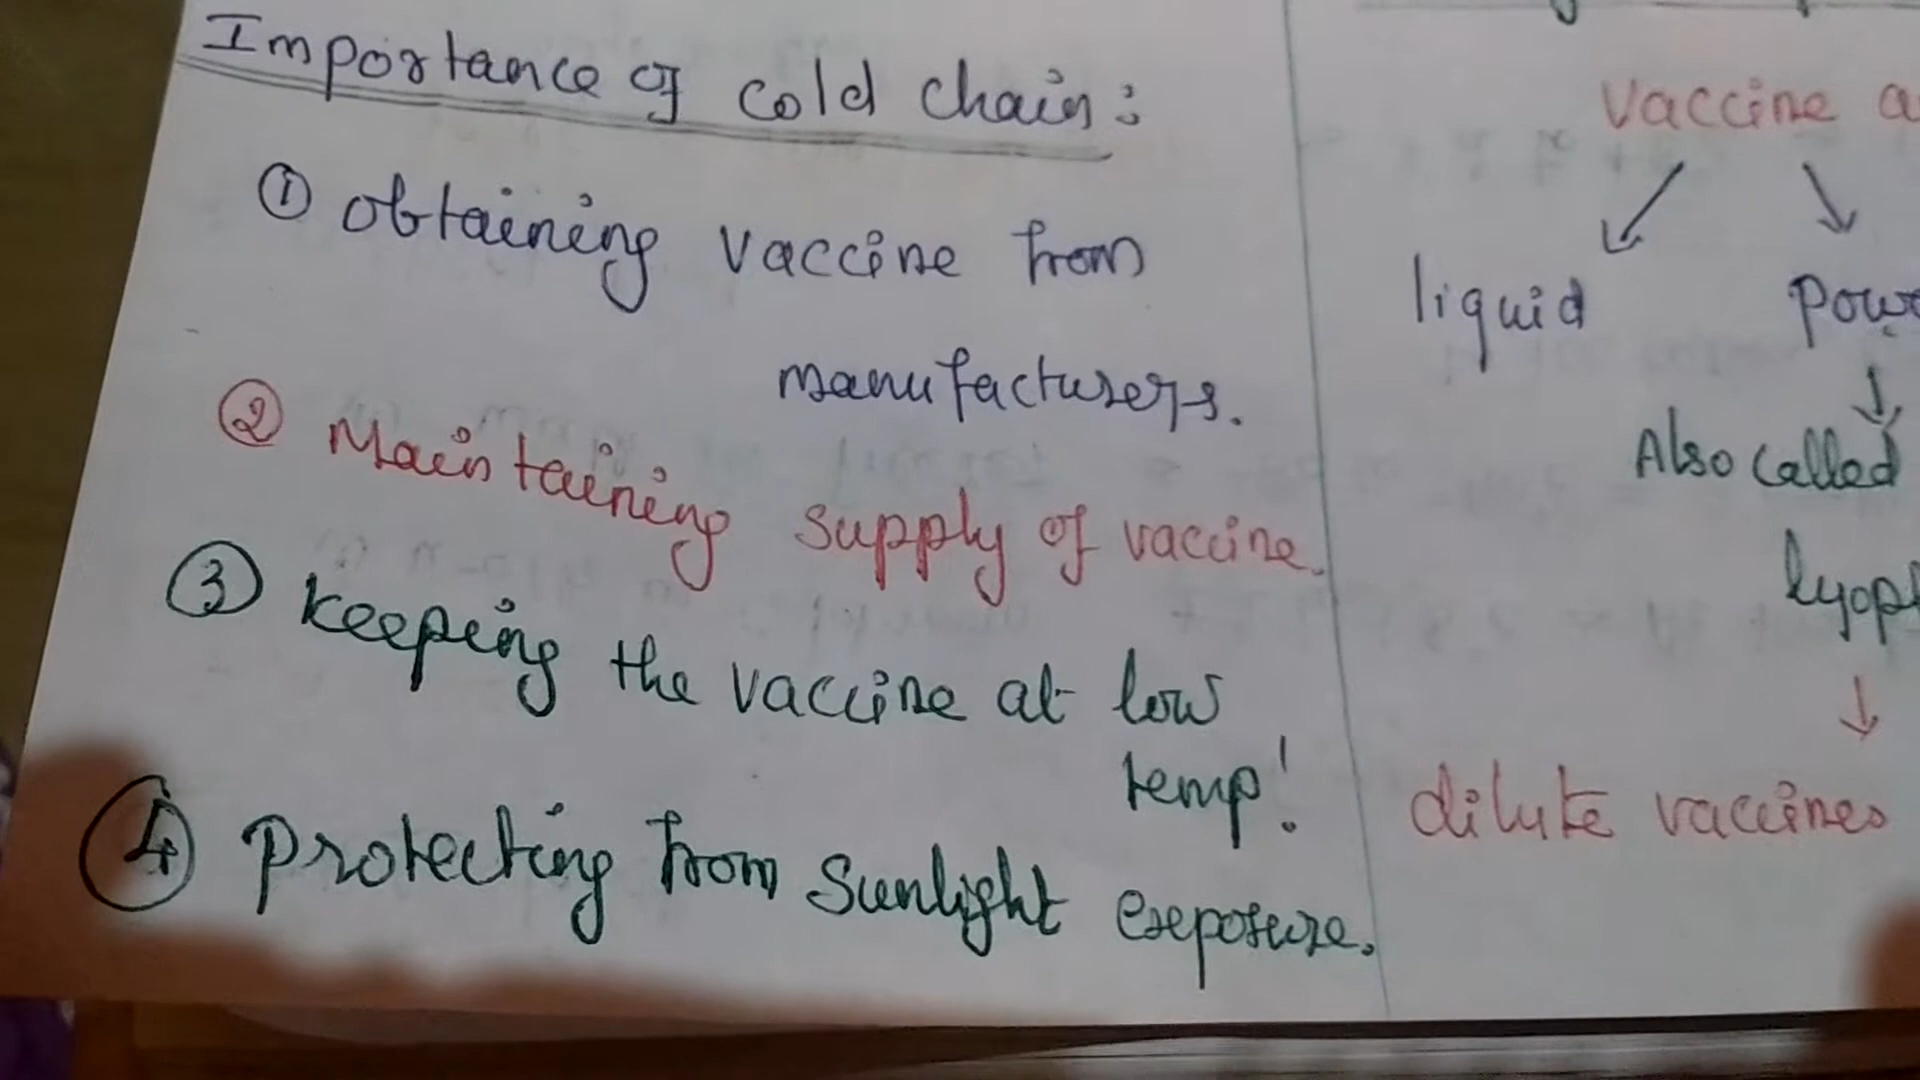 Importance of cold chain:
① obtaining vaccine from
manufacturers.
② Maintaining supply of vaccine.
③ keeping the vaccine at low
temp!
④ Protecting from sunlight exposure.
vaccine
liquid
Also called
dilute vaccines